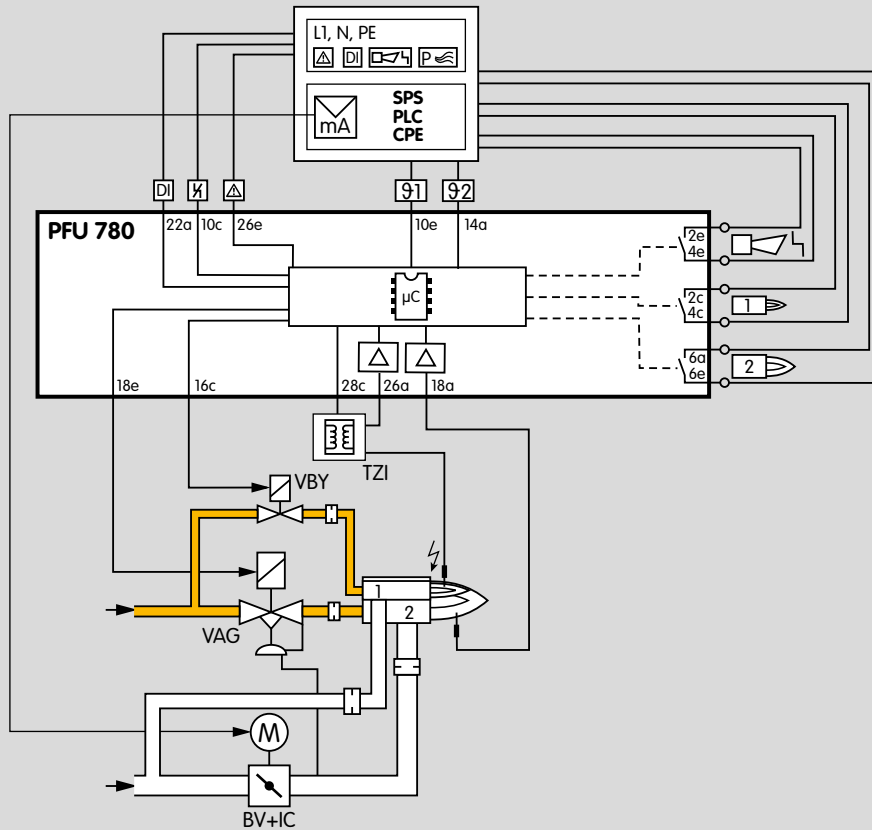 L1, N, PE
DI
P
mA
SPS
PLC
CPE
DI
ϑ1
ϑ2
PFU 780
22a
10c
26e
10e
14a
2e
4e
µC
2c
4c
1
6a
6e
2
18e
16c
28c
26a
18a
TZI
VBY
1
2
VAG
M
BV+IC